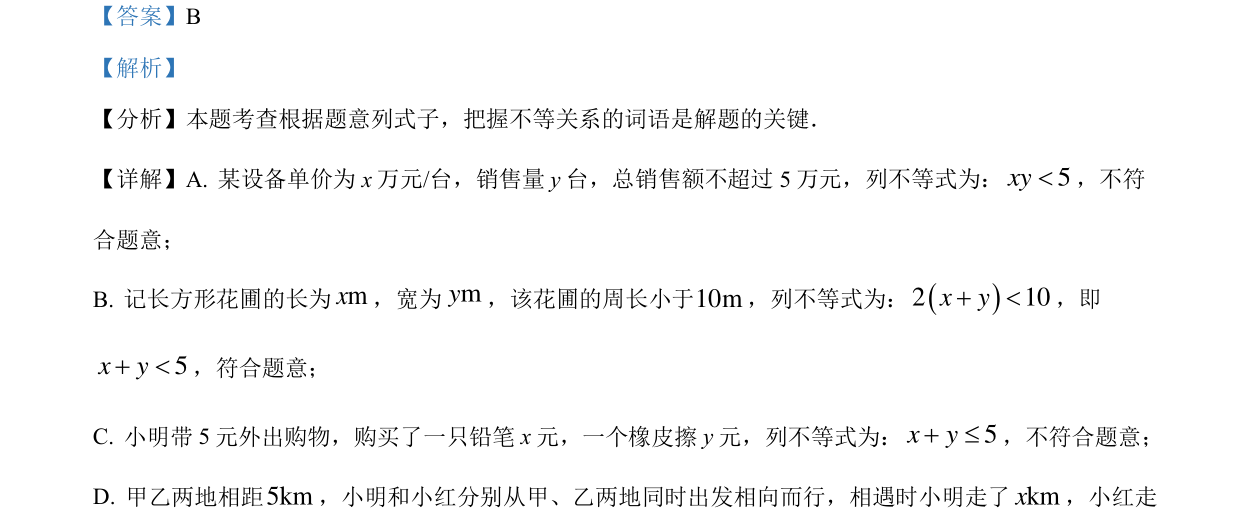 【答案】B
【解析】
【分析】本题考查根据题意列式子，把握不等关系的词语是解题的关键．
【详解】A. 某设备单价为 x 万元/台，销售量 y 台，总销售额不超过 5 万元，列不等式为：xy < 5，不符
合题意；
B. 记长方形花圃的长为 xm，宽为 ym，该花圃的周长小于10m，列不等式为：2(x + y) < 10，即
x + y < 5，符合题意；
C. 小明带 5 元外出购物，购买了一只铅笔 x 元，一个橡皮擦 y 元，列不等式为：x + y ≤ 5，不符合题意；
D. 甲乙两地相距5km，小明和小红分别从甲、乙两地同时出发相向而行，相遇时小明走了 xkm，小红走